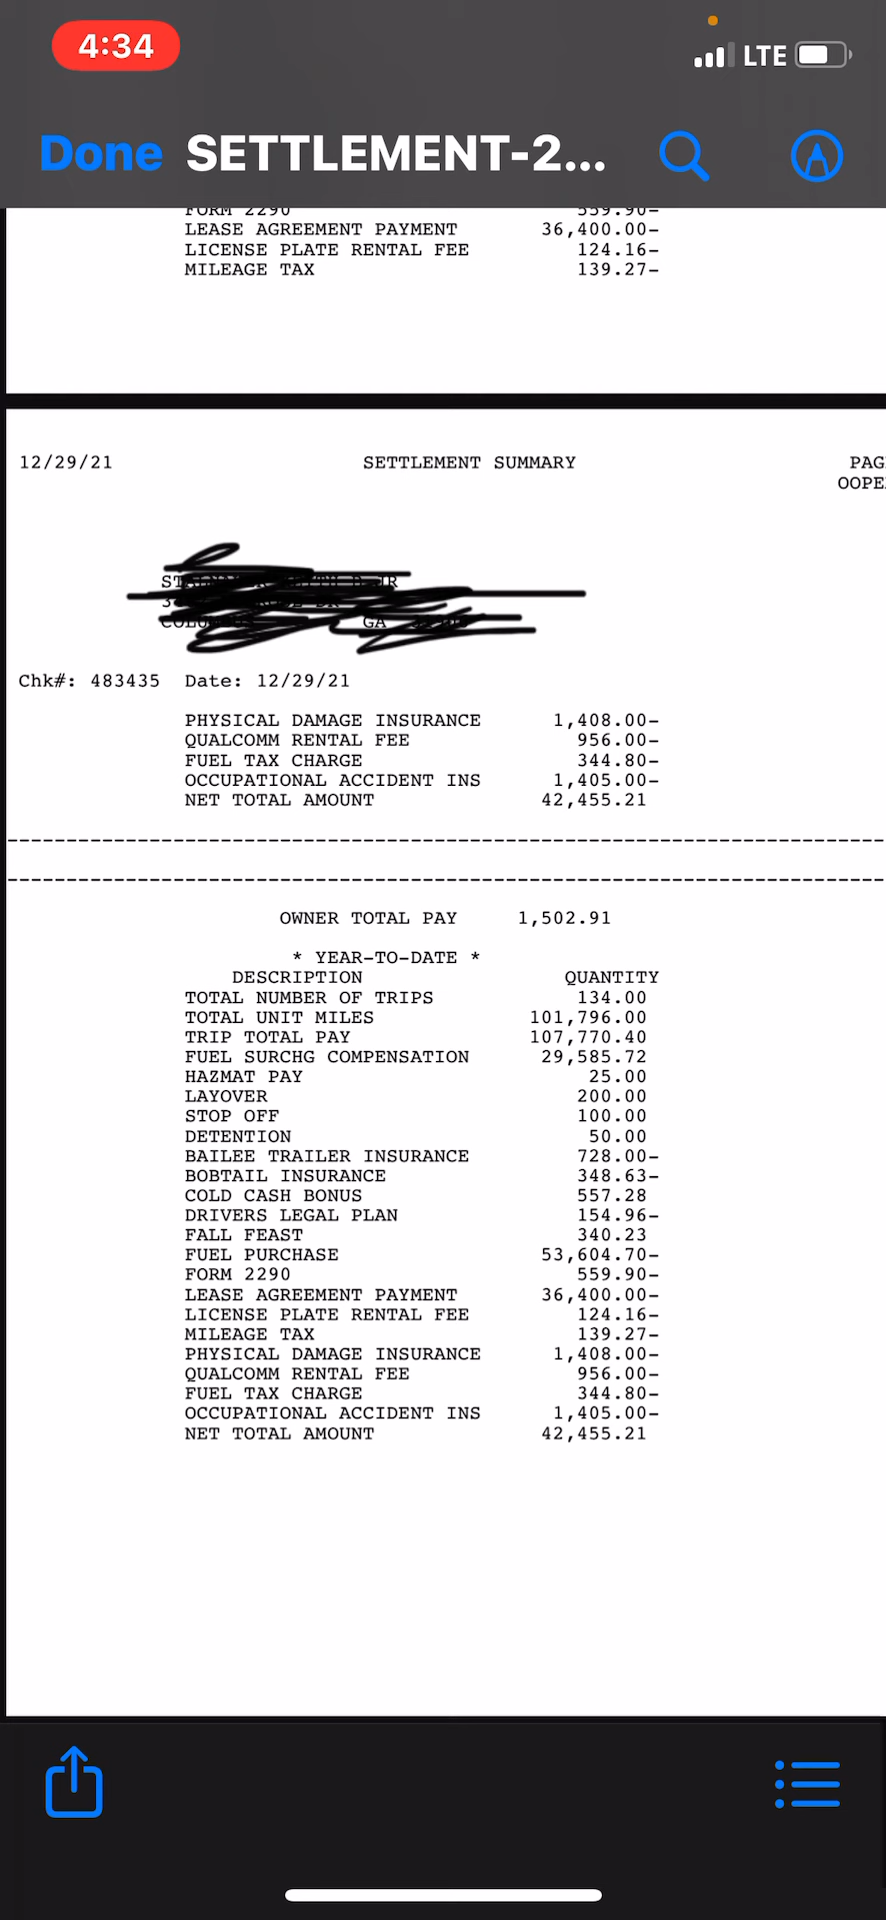 4:34
LTE
Done SETTLEMENT-2...
FORM 2290 559.90-
LEASE AGREEMENT PAYMENT 36,400.00-
LICENSE PLATE RENTAL FEE 124.16-
MILEAGE TAX 139.27-
12/29/21 SETTLEMENT SUMMARY PAG
OOPE
GA
Chk#: 483435 Date: 12/29/21
PHYSICAL DAMAGE INSURANCE 1,408.00-
QUALCOMM RENTAL FEE 956.00-
FUEL TAX CHARGE 344.80-
OCCUPATIONAL ACCIDENT INS 1,405.00-
NET TOTAL AMOUNT 42,455.21
OWNER TOTAL PAY 1,502.91
* YEAR-TO-DATE *
DESCRIPTION QUANTITY
TOTAL NUMBER OF TRIPS 134.00
TOTAL UNIT MILES 101,796.00
TRIP TOTAL PAY 107,770.40
FUEL SURCHG COMPENSATION 29,585.72
HAZMAT PAY 25.00
LAYOVER 200.00
STOP OFF 100.00
DETENTION 50.00
BAILEE TRAILER INSURANCE 728.00-
BOBTAIL INSURANCE 348.63-
COLD CASH BONUS 557.28
DRIVERS LEGAL PLAN 154.96-
FALL FEAST 340.23
FUEL PURCHASE 53,604.70-
FORM 2290 559.90-
LEASE AGREEMENT PAYMENT 36,400.00-
LICENSE PLATE RENTAL FEE 124.16-
MILEAGE TAX 139.27-
PHYSICAL DAMAGE INSURANCE 1,408.00-
QUALCOMM RENTAL FEE 956.00-
FUEL TAX CHARGE 344.80-
OCCUPATIONAL ACCIDENT INS 1,405.00-
NET TOTAL AMOUNT 42,455.21